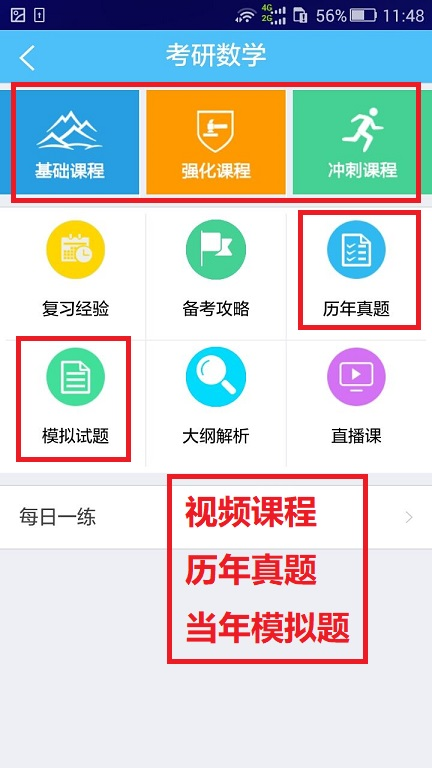 4G
2G
56%
11:48
考研数学
基础课程
强化课程
冲刺课程
复习经验
备考攻略
历年真题
模拟试题
大纲解析
直播课
每日一练
视频课程
历年真题
当年模拟题